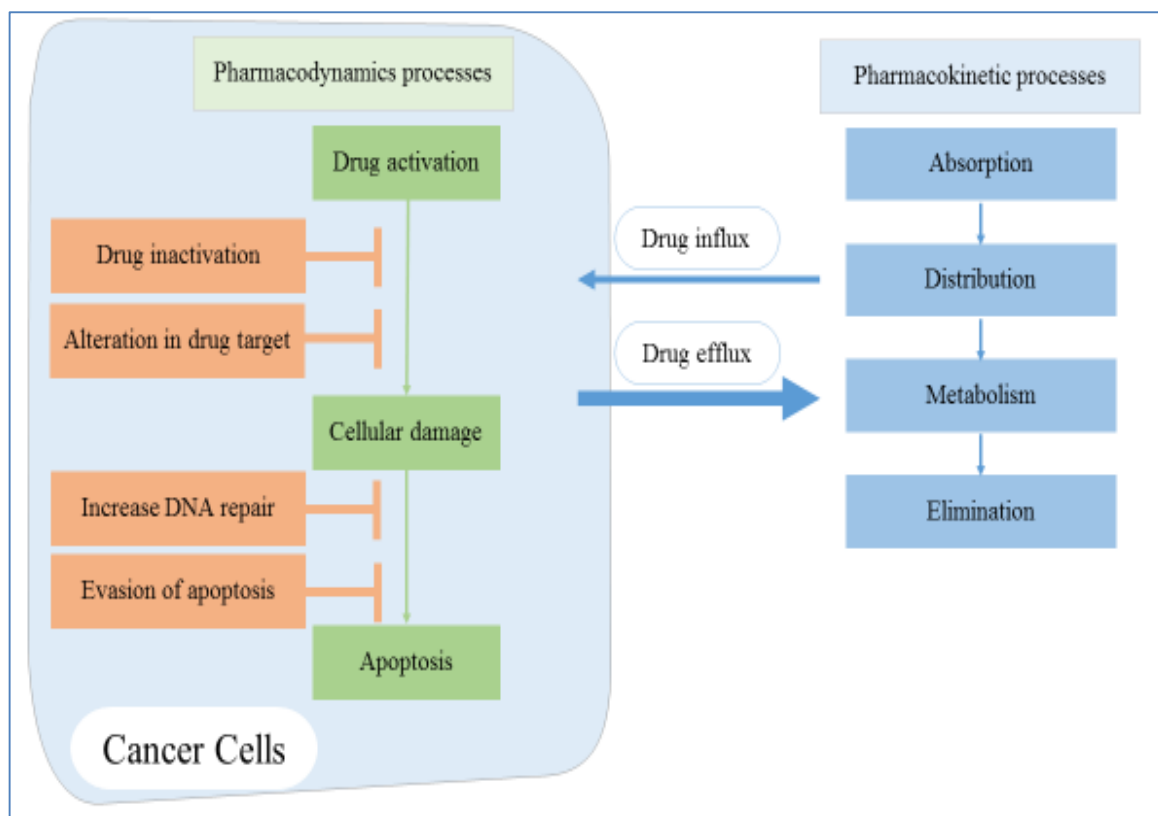 Pharmacodynamics processes
Drug activation
Drug inactivation
Alteration in drug target
Cellular damage
Increase DNA repair
Evasion of apoptosis
Apoptosis
Cancer Cells
Drug influx
Drug efflux
Pharmacokinetic processes
Absorption
Distribution
Metabolism
Elimination